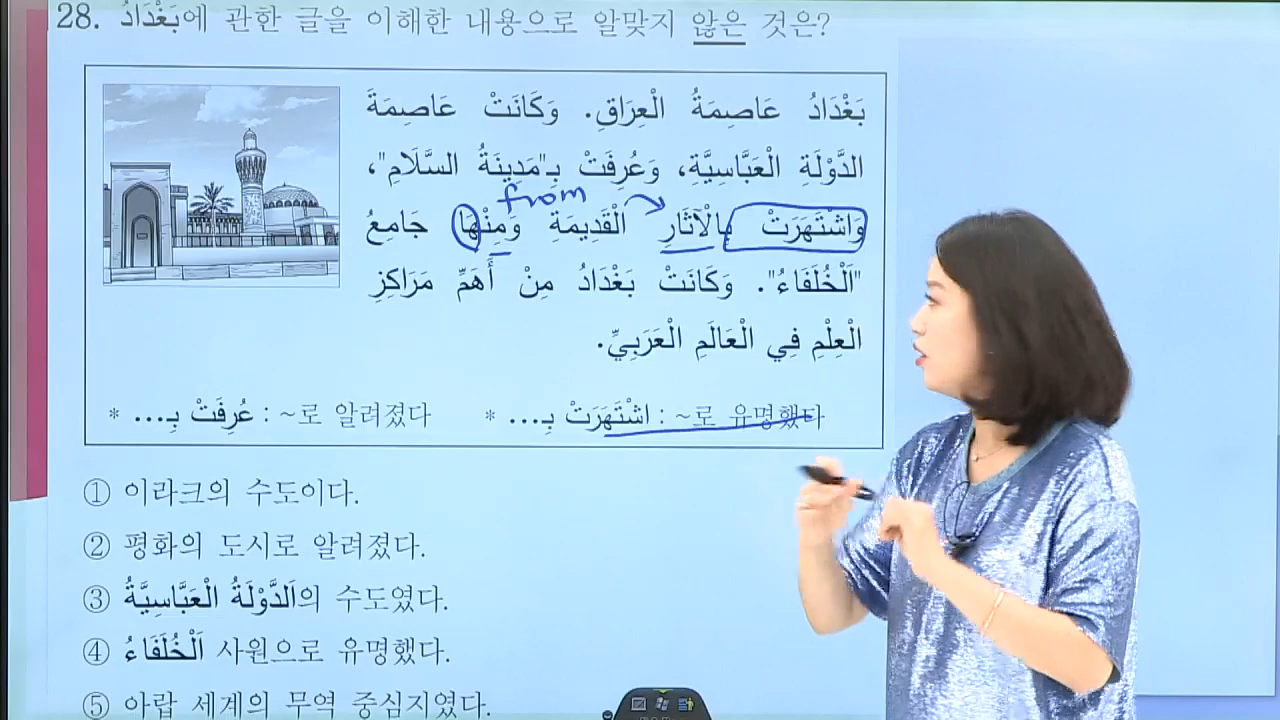 28. بَغْدَادُ에 관한 글을 이해한 내용으로 알맞지 않은 것은?
بَغْدَادُ عَاصِمَةُ الْعِرَاقِ. وَكَانَتْ عَاصِمَةَ
الدَّوْلَةِ الْعَبَّاسِيَّةِ، وَعُرِفَتْ بِـ"مَدِينَةُ السَّلَامِ"،
from
وَاشْتَهَرَتْ بِالْآثَارِ الْقَدِيمَةِ وَمِنْهَا جَامِعُ
"اَلْخُلَفَاءُ". وَكَانَتْ بَغْدَادُ مِنْ أَهَمِّ مَرَاكِزِ
الْعِلْمِ فِي الْعَالَمِ الْعَرَبِيِّ.
* عُرِفَتْ بِـ... : ~로 알려졌다 * اشْتَهَرَتْ بِـ... : ~로 유명했다
① 이라크의 수도이다.
② 평화의 도시로 알려졌다.
③ اَلدَّوْلَةُ الْعَبَّاسِيَّةُ의 수도였다.
④ اَلْخُلَفَاءُ 사원으로 유명했다.
⑤ 아랍 세계의 무역 중심지였다.